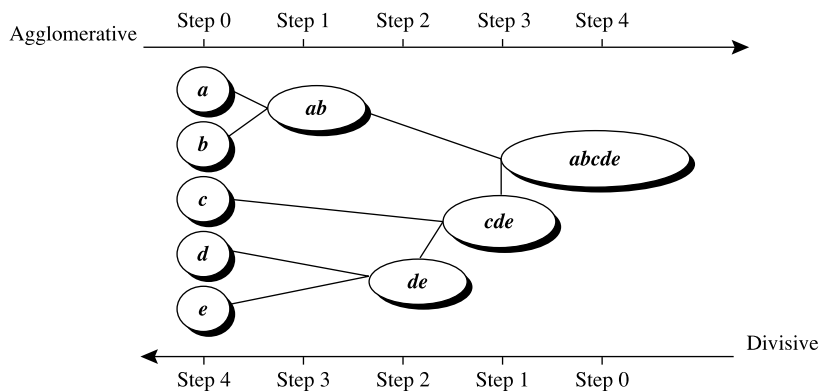 Agglomerative
Step 0 Step 1 Step 2 Step 3 Step 4
a
ab
b
abcde
c
cde
d
de
e
Divisive
Step 4 Step 3 Step 2 Step 1 Step 0